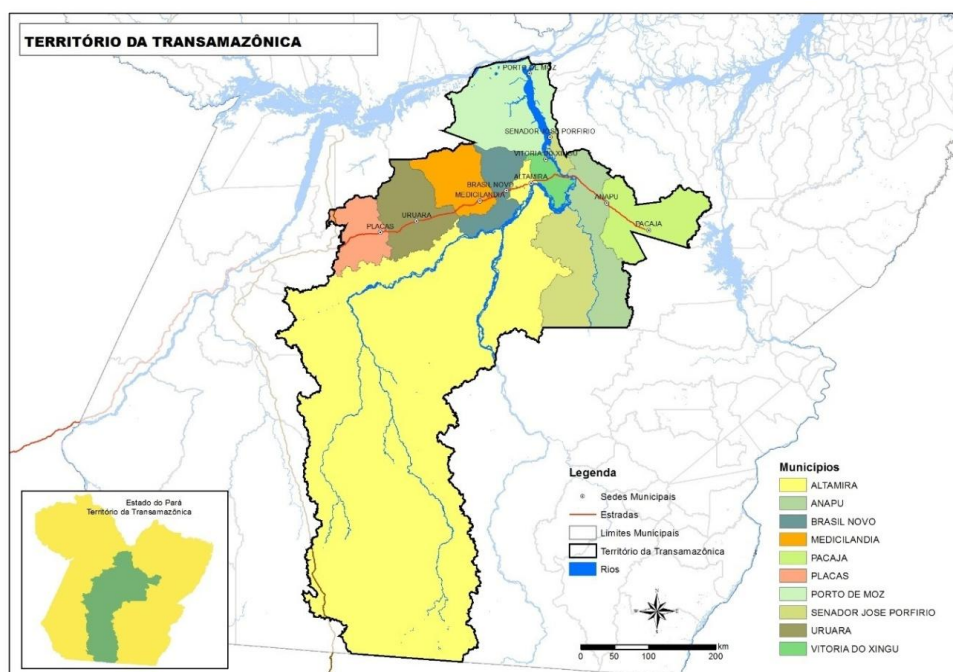 TERRITÓRIO DA TRANSAMAZÔNICA
PORTO DE MOZ
SENADOR JOSE PORFIRIO
VITORIA DO XINGU
ALTAMIRA
BRASIL NOVO
MEDICILANDIA
ANAPU
URUARA
PACAJA
PLACAS
Estado do Pará
Território da Transamazônica
Legenda
Sedes Municipais
Estradas
Limites Municipais
Território da Transamazônica
Rios
N
S
km
0 50 100 200
Municipios
ALTAMIRA
ANAPU
BRASIL NOVO
MEDICILANDIA
PACAJA
PLACAS
PORTO DE MOZ
SENADOR JOSE PORFIRIO
URUARA
VITORIA DO XINGU